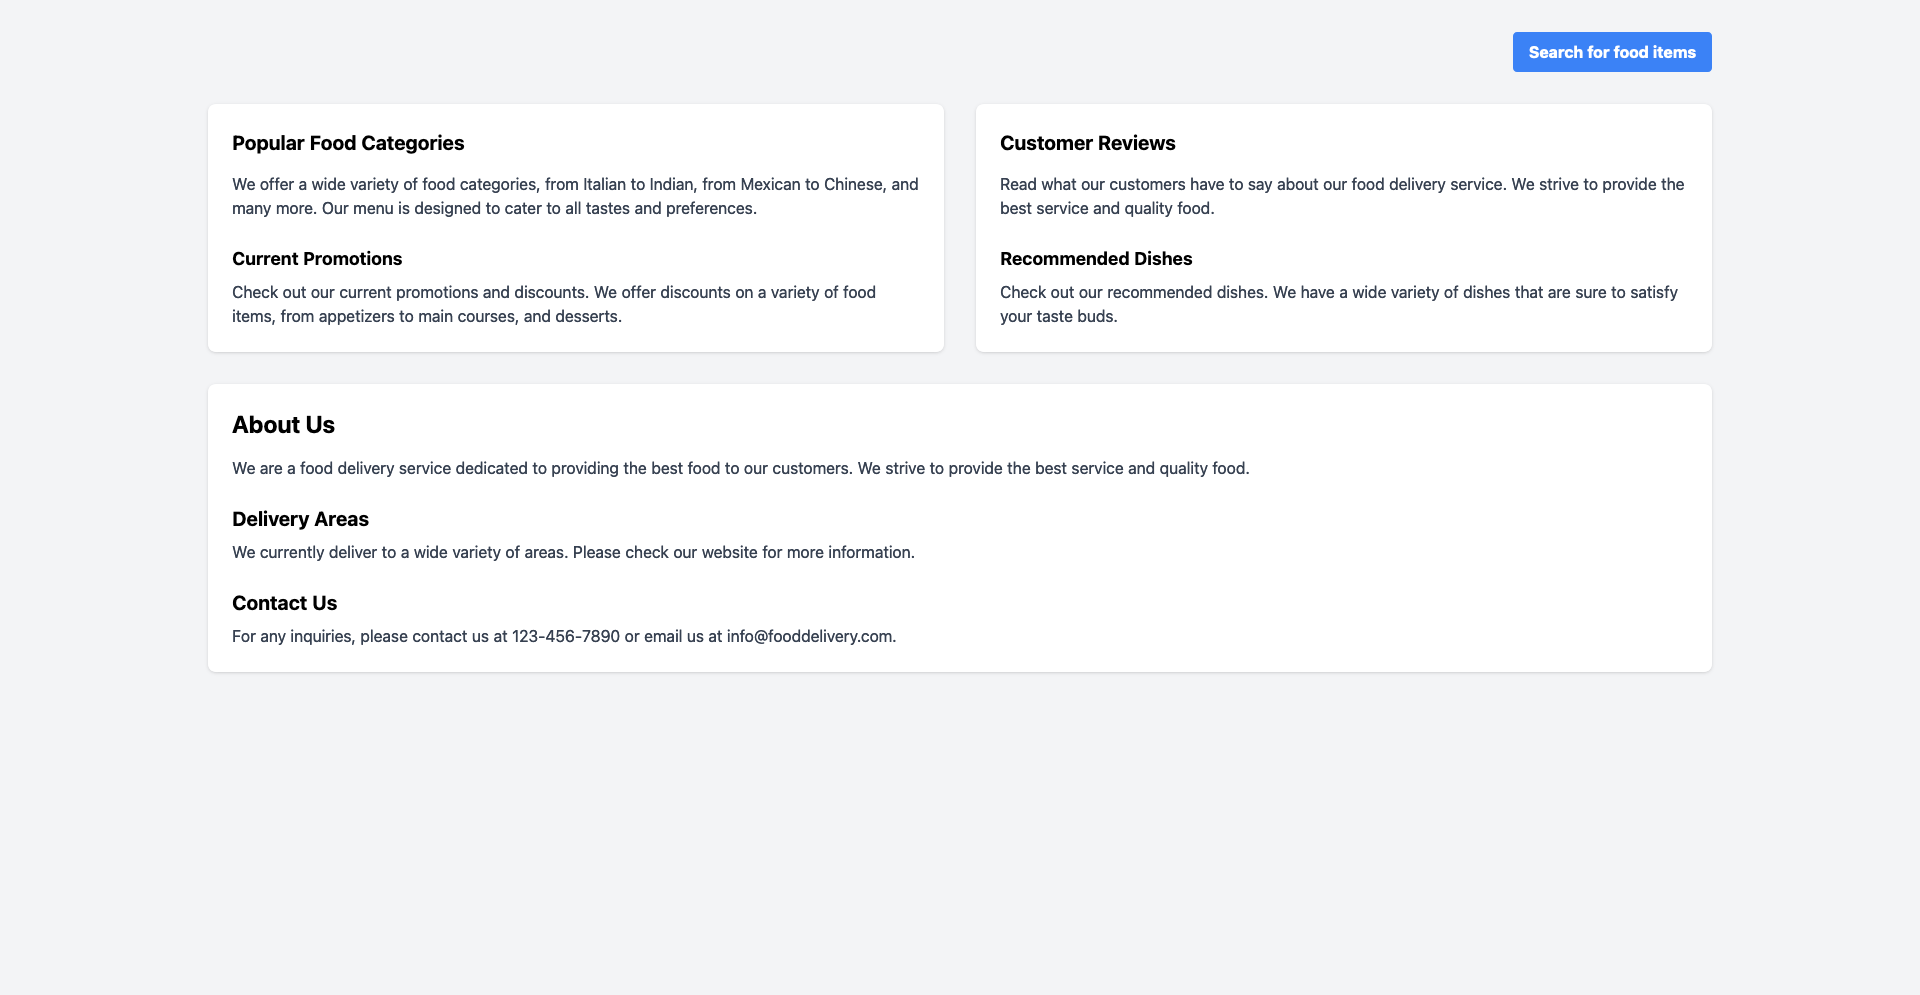 Search for food items
Popular Food Categories
We offer a wide variety of food categories, from Italian to Indian, from Mexican to Chinese, and
many more. Our menu is designed to cater to all tastes and preferences.
Current Promotions
Check out our current promotions and discounts. We offer discounts on a variety of food
items, from appetizers to main courses, and desserts.
Customer Reviews
Read what our customers have to say about our food delivery service. We strive to provide the
best service and quality food.
Recommended Dishes
Check out our recommended dishes. We have a wide variety of dishes that are sure to satisfy
your taste buds.
About Us
We are a food delivery service dedicated to providing the best food to our customers. We strive to provide the best service and quality food.
Delivery Areas
We currently deliver to a wide variety of areas. Please check our website for more information.
Contact Us
For any inquiries, please contact us at 123-456-7890 or email us at info@fooddelivery.com.